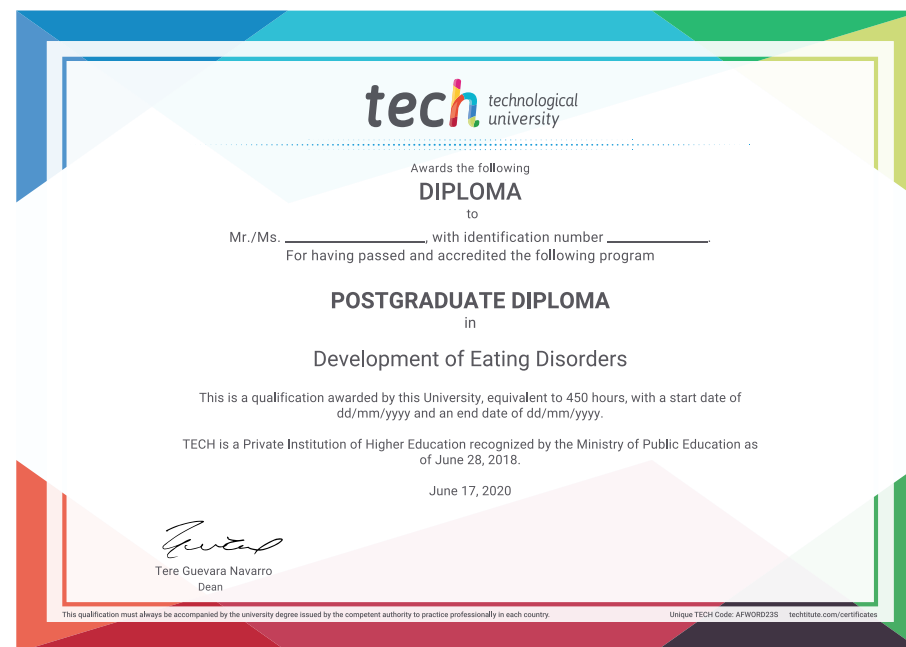 tech technological
university
Awards the following
DIPLOMA
to
Mr./Ms. ____________________, with identification number ______________.
For having passed and accredited the following program
POSTGRADUATE DIPLOMA
in
Development of Eating Disorders
This is a qualification awarded by this University, equivalent to 450 hours, with a start date of
dd/mm/yyyy and an end date of dd/mm/yyyy.
TECH is a Private Institution of Higher Education recognized by the Ministry of Public Education as
of June 28, 2018.
June 17, 2020
Tere Guevara Navarro
Dean
This qualification must always be accompanied by the university degree issued by the competent authority to practice professionally in each country. Unique TECH Code: AFWORD23S techtitute.com/certificates